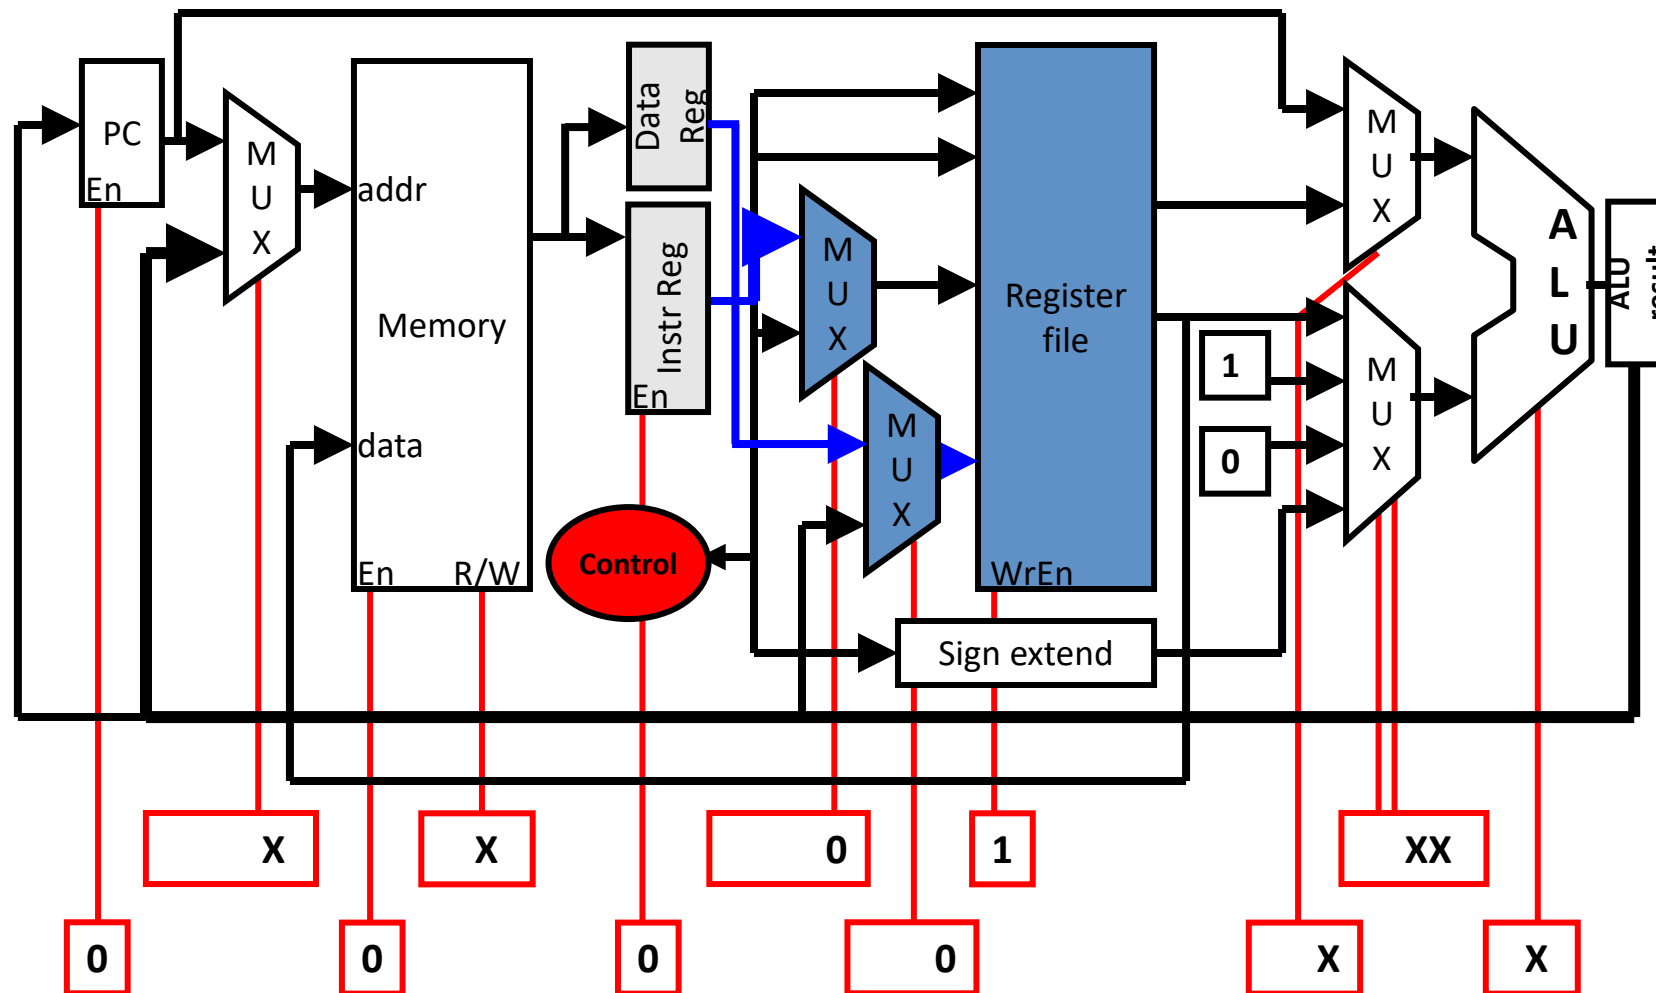 PC
En
M
U
X
addr
Memory
data
En R/W
Data
Reg
Instr Reg
En
Control
M
U
X
M
U
X
Register
file
WrEn
Sign extend
M
U
X
1
0
M
U
X
A
L
U
ALU
result
X
X
0
1
XX
0
0
0
0
X
X